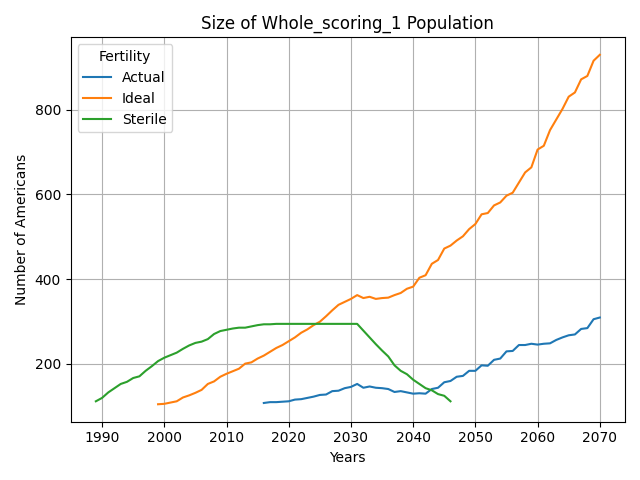 Size of Whole_scoring_1 Population
Fertility
Actual
Ideal
Sterile
Number of Americans
800
600
400
200
1990 2000 2010 2020 2030 2040 2050 2060 2070
Years